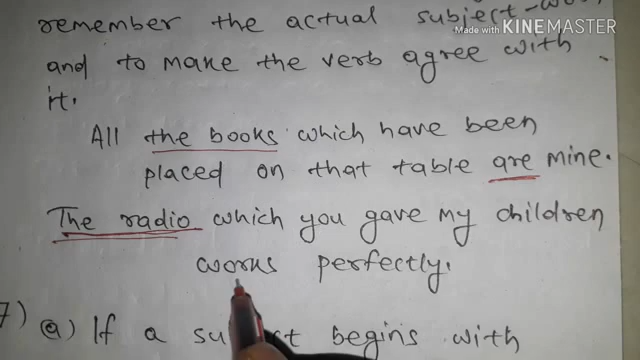 remember the actual subject-
Made with KINEMASTER
and to make the verb agree with
it.
All the books which have been
placed on that table are mine.
The radio which you gave my children
works perfectly.
7) (a) If a begins with